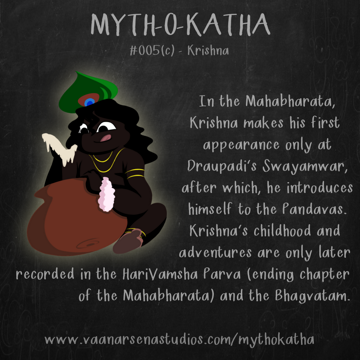 MYTH-O-KATHA
#005(c) - Krishna
In the Mahabharata,
Krishna makes his first
appearance only at
Draupadi's Swayamwar,
after which, he introduces
himself to the Pandavas.
Krishna's childhood and
adventures are only later
recorded in the HariVamsha Parva (ending chapter
of the Mahabharata) and the Bhagvatam.
www.vaanarsenastudios.com/mythokatha